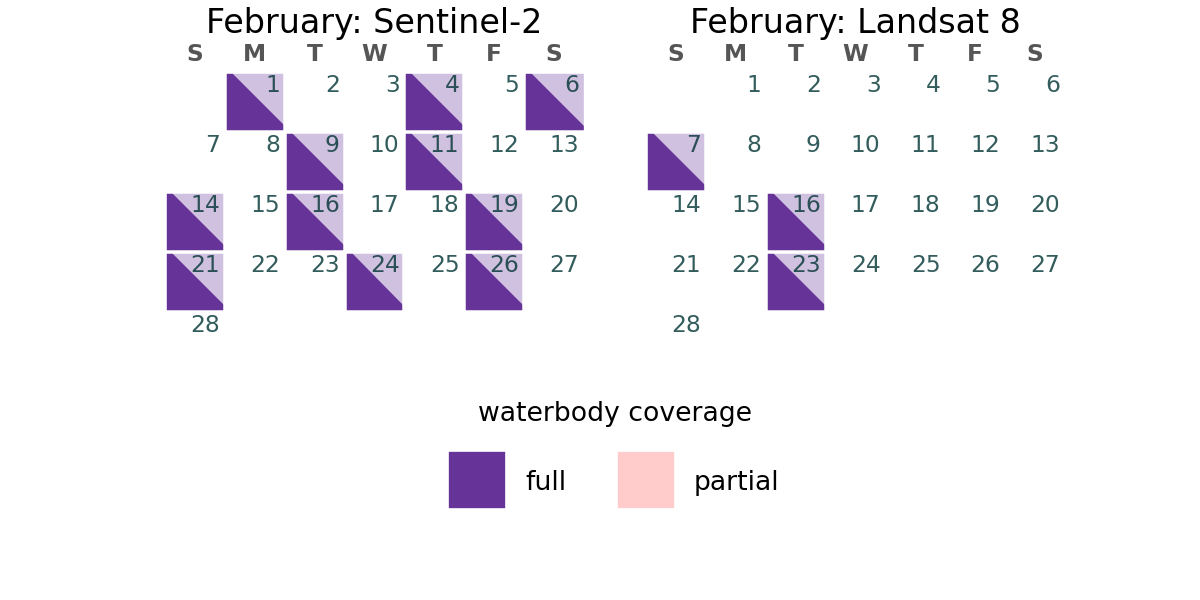 February: Sentinel-2
S M T W T F S
1 2 3 4 5 6
7 8 9 10 11 12 13
14 15 16 17 18 19 20
21 22 23 24 25 26 27
28
February: Landsat 8
S M T W T F S
1 2 3 4 5 6
7 8 9 10 11 12 13
14 15 16 17 18 19 20
21 22 23 24 25 26 27
28
waterbody coverage
full partial